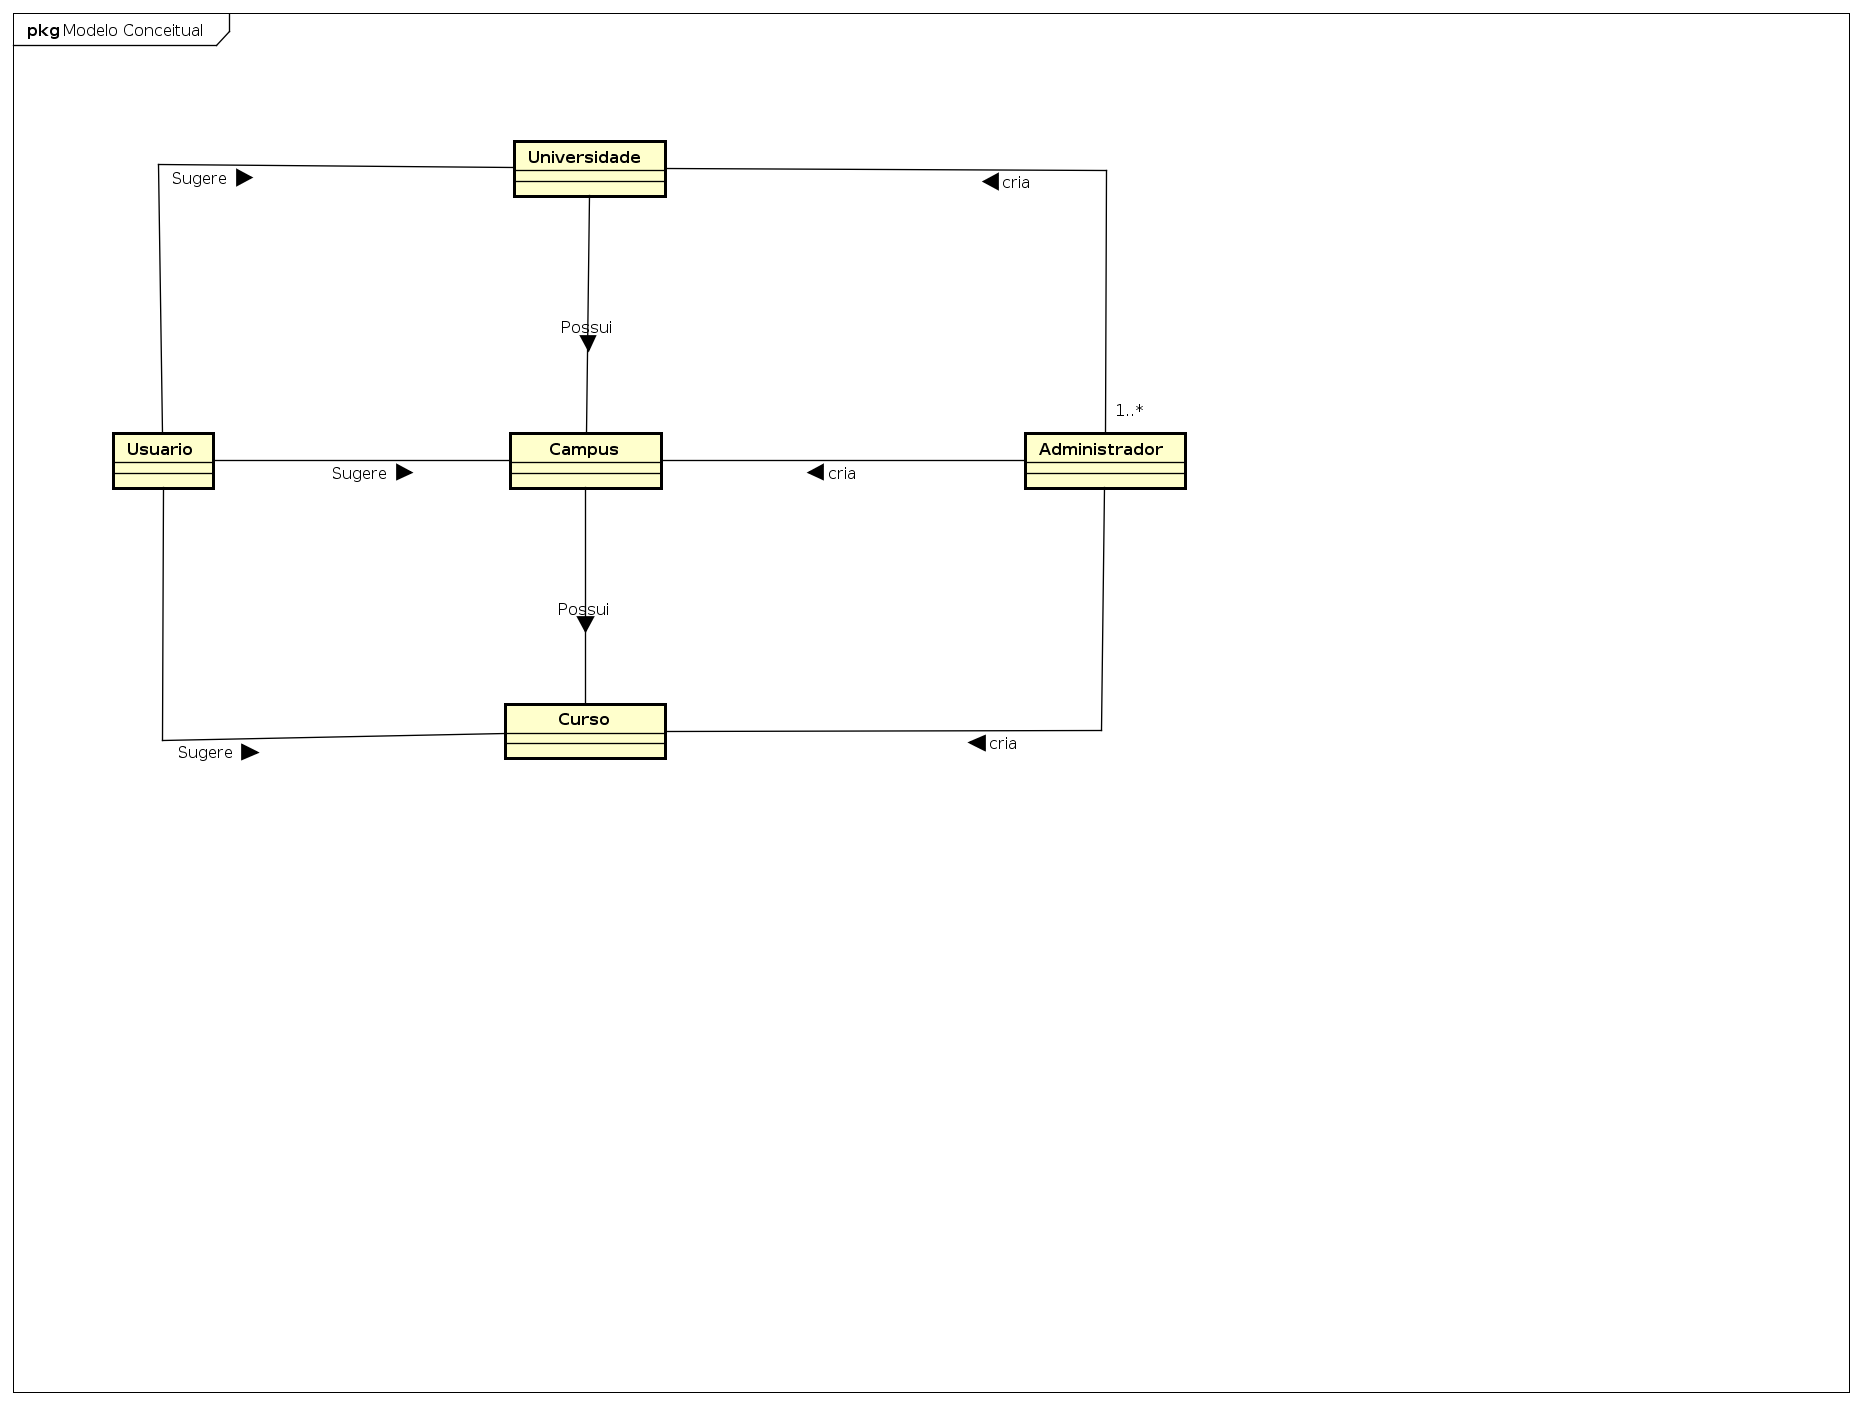 pkg Modelo Conceitual
Universidade
Sugere
cria
Possui
1..*
Usuario
Campus
Administrador
Sugere
cria
Possui
Curso
Sugere
cria